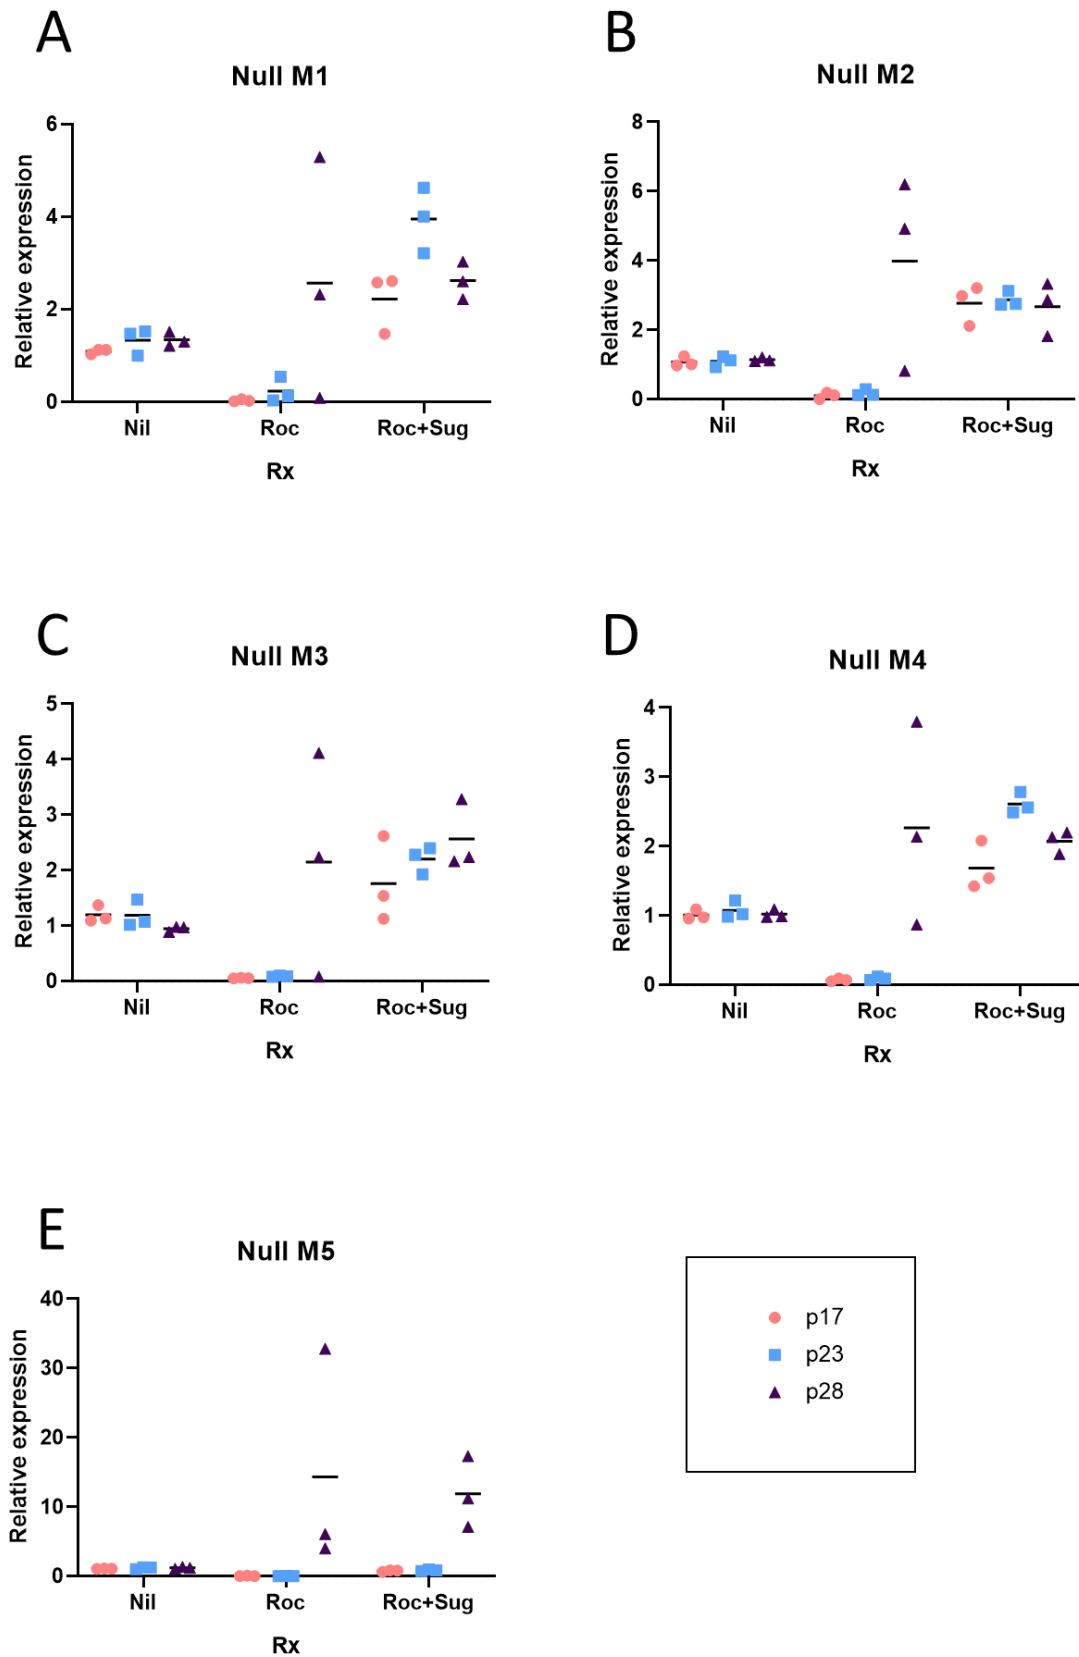 A
Null M1
Relative expression
6
4
2
0
Nil
Roc
Roc+Sug
Rx
B
Null M2
Relative expression
8
6
4
2
0
Nil
Roc
Roc+Sug
Rx
C
Null M3
Relative expression
5
4
3
2
1
0
Nil
Roc
Roc+Sug
Rx
D
Null M4
Relative expression
4
3
2
1
0
Nil
Roc
Roc+Sug
Rx
E
Null M5
Relative expression
40
30
20
10
0
Nil
Roc
Roc+Sug
Rx
p17
p23
p28